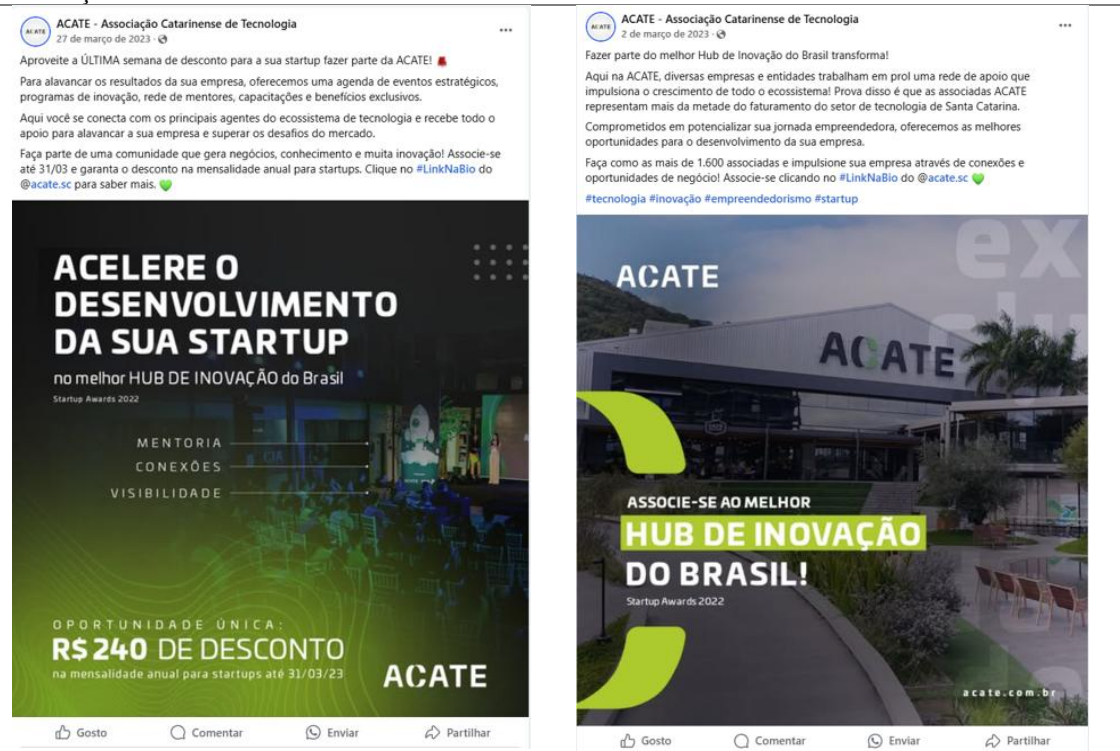 ACATE
ACATE - Associação Catarinense de Tecnologia
27 de março de 2023 ·
Aproveite a ÚLTIMA semana de desconto para a sua startup fazer parte da ACATE!
Para alavancar os resultados da sua empresa, oferecemos uma agenda de eventos estratégicos,
programas de inovação, rede de mentores, capacitações e benefícios exclusivos.
Aqui você se conecta com os principais agentes do ecossistema de tecnologia e recebe todo o
apoio para alavancar a sua empresa e superar os desafios do mercado.
Faça parte de uma comunidade que gera negócios, conhecimento e muita inovação! Associe-se
até 31/03 e garanta o desconto na mensalidade anual para startups. Clique no #LinkNaBio do
@acate.sc para saber mais.
ACELERE O
DESENVOLVIMENTO
DA SUA STARTUP
no melhor HUB DE INOVAÇÃO do Brasil
Startup Awards 2022
MENTORIA
CONEXÕES
VISIBILIDADE
OPORTUNIDADE ÚNICA:
R$ 240 DE DESCONTO
na mensalidade anual para startups até 31/03/23
ACATE
Gosto Comentar Enviar Partilhar
ACATE
ACATE - Associação Catarinense de Tecnologia
2 de março de 2023 ·
Fazer parte do melhor Hub de Inovação do Brasil transforma!
Aqui na ACATE, diversas empresas e entidades trabalham em prol uma rede de apoio que
impulsiona o crescimento de todo o ecossistema! Prova disso é que as associadas ACATE
representam mais da metade do faturamento do setor de tecnologia de Santa Catarina.
Comprometidos em potencializar sua jornada empreendedora, oferecemos as melhores
oportunidades para o desenvolvimento da sua empresa.
Faça como as mais de 1.600 associadas e impulsione sua empresa através de conexões e
oportunidades de negócio! Associe-se clicando no #LinkNaBio do @acate.sc
#tecnologia #inovação #empreendedorismo #startup
ex
ACATE
ACATE
ASSOCIE-SE AO MELHOR
HUB DE INOVAÇÃO
DO BRASIL!
Startup Awards 2022
acate.com.br
Gosto Comentar Enviar Partilhar